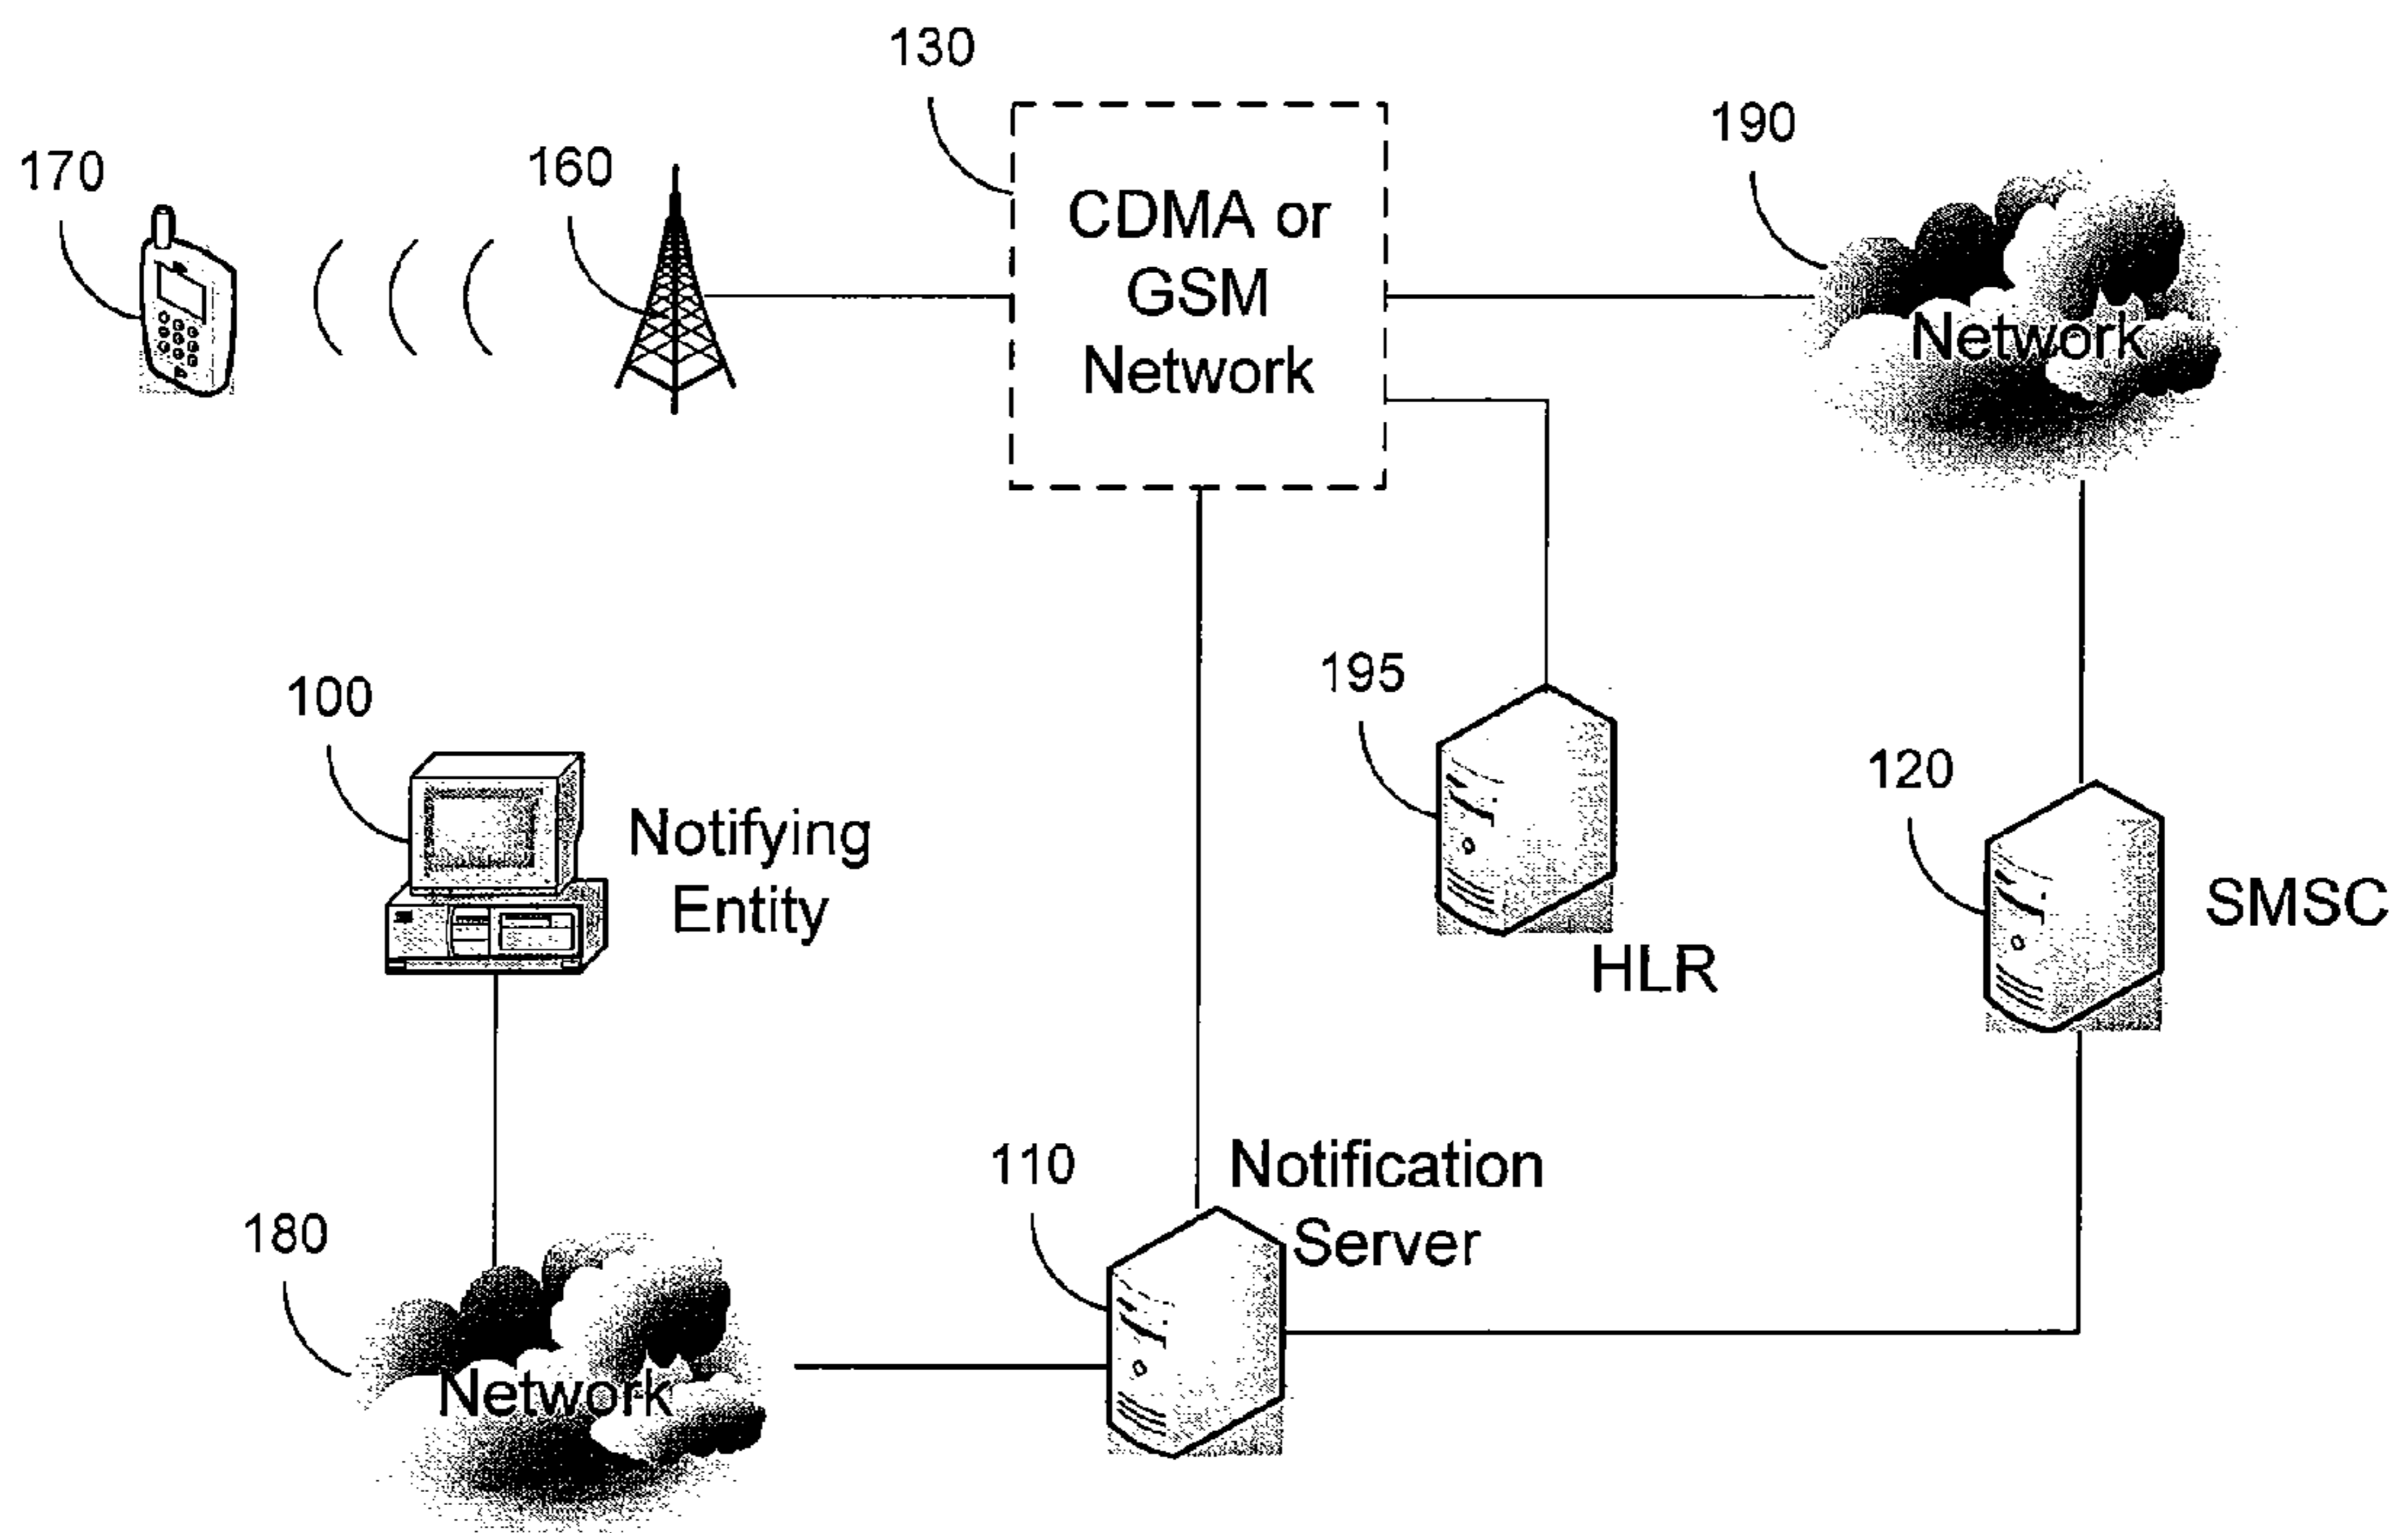 130
190
170
160
CDMA or
GSM
Network
Network
195
100
120
Notifying
Entity
SMSC
HLR
110
Notification
Server
180
Network